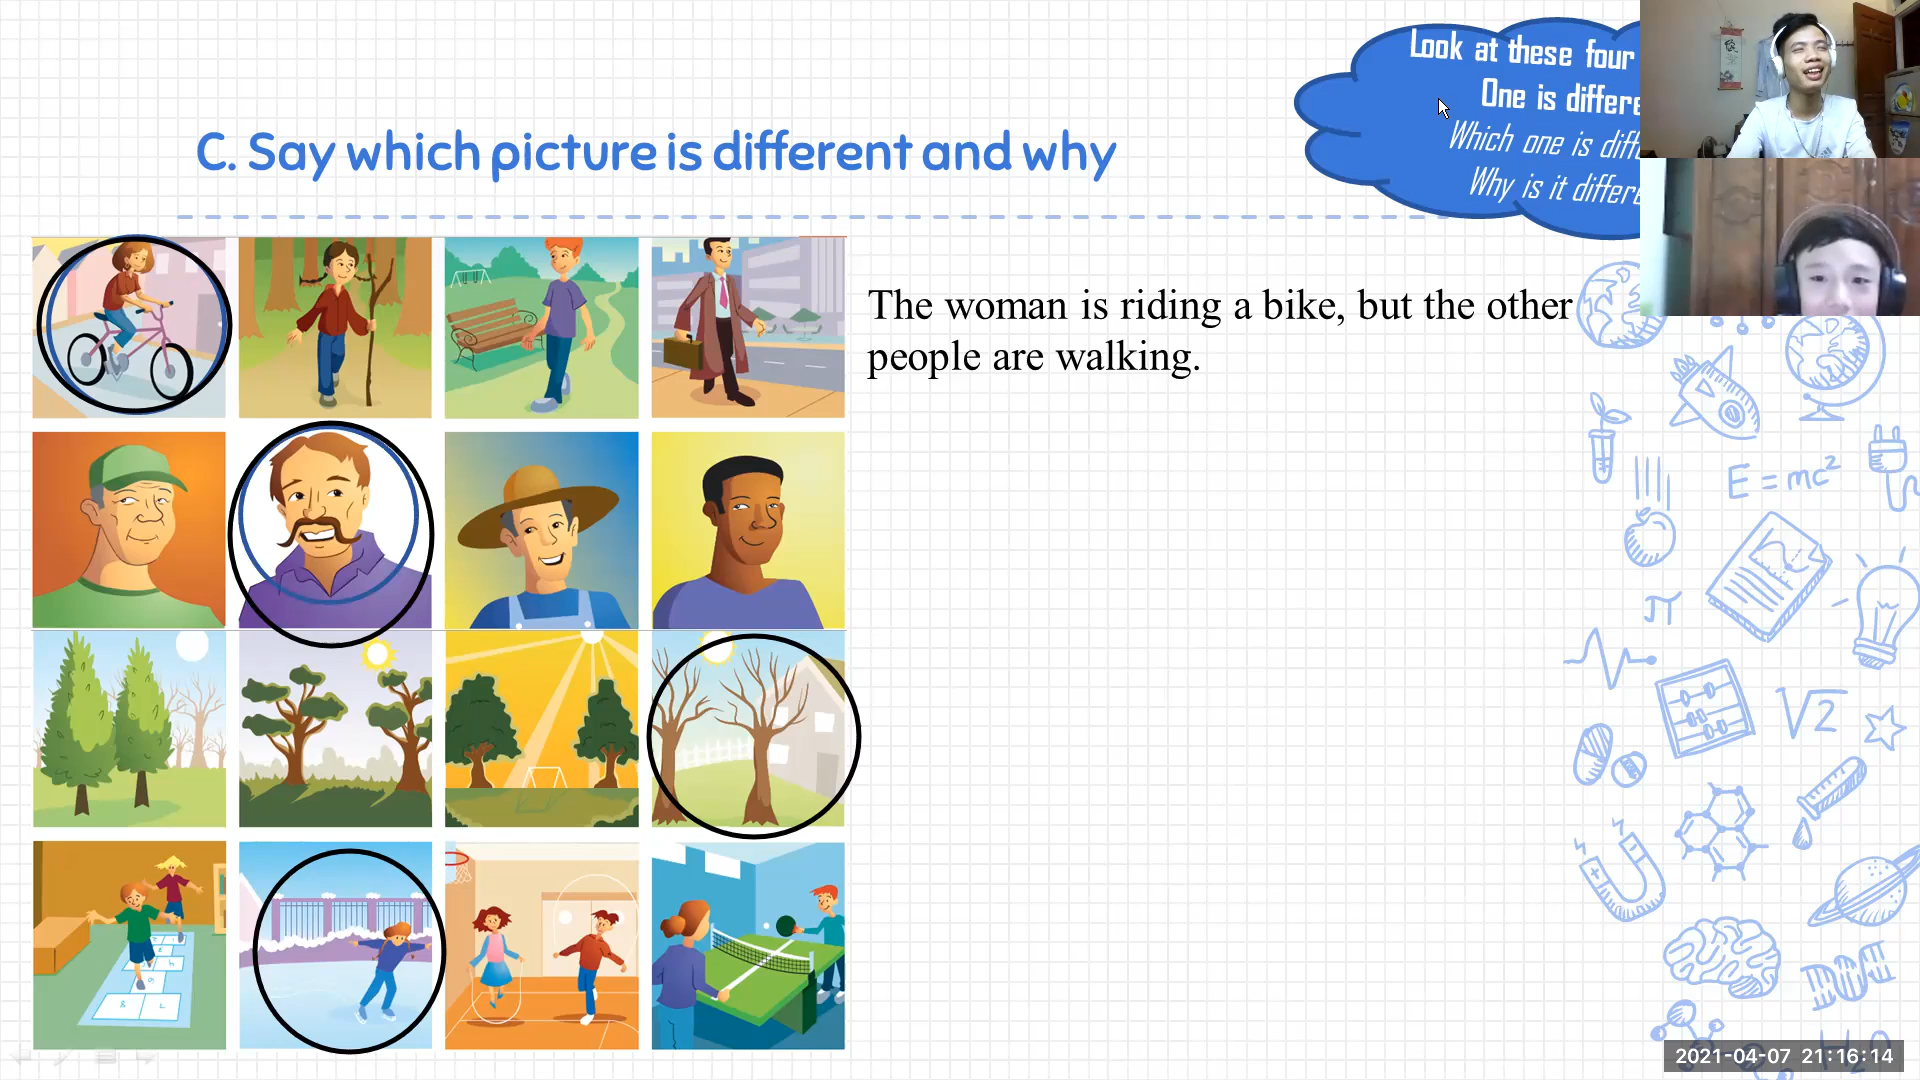 Look at these four
One is differe
Which one is diff
Why is it differe
C. Say which picture is different and why
The woman is riding a bike, but the other
people are walking.
E = mc²
π
√2
H₂O
2021-04-07 21:16:14